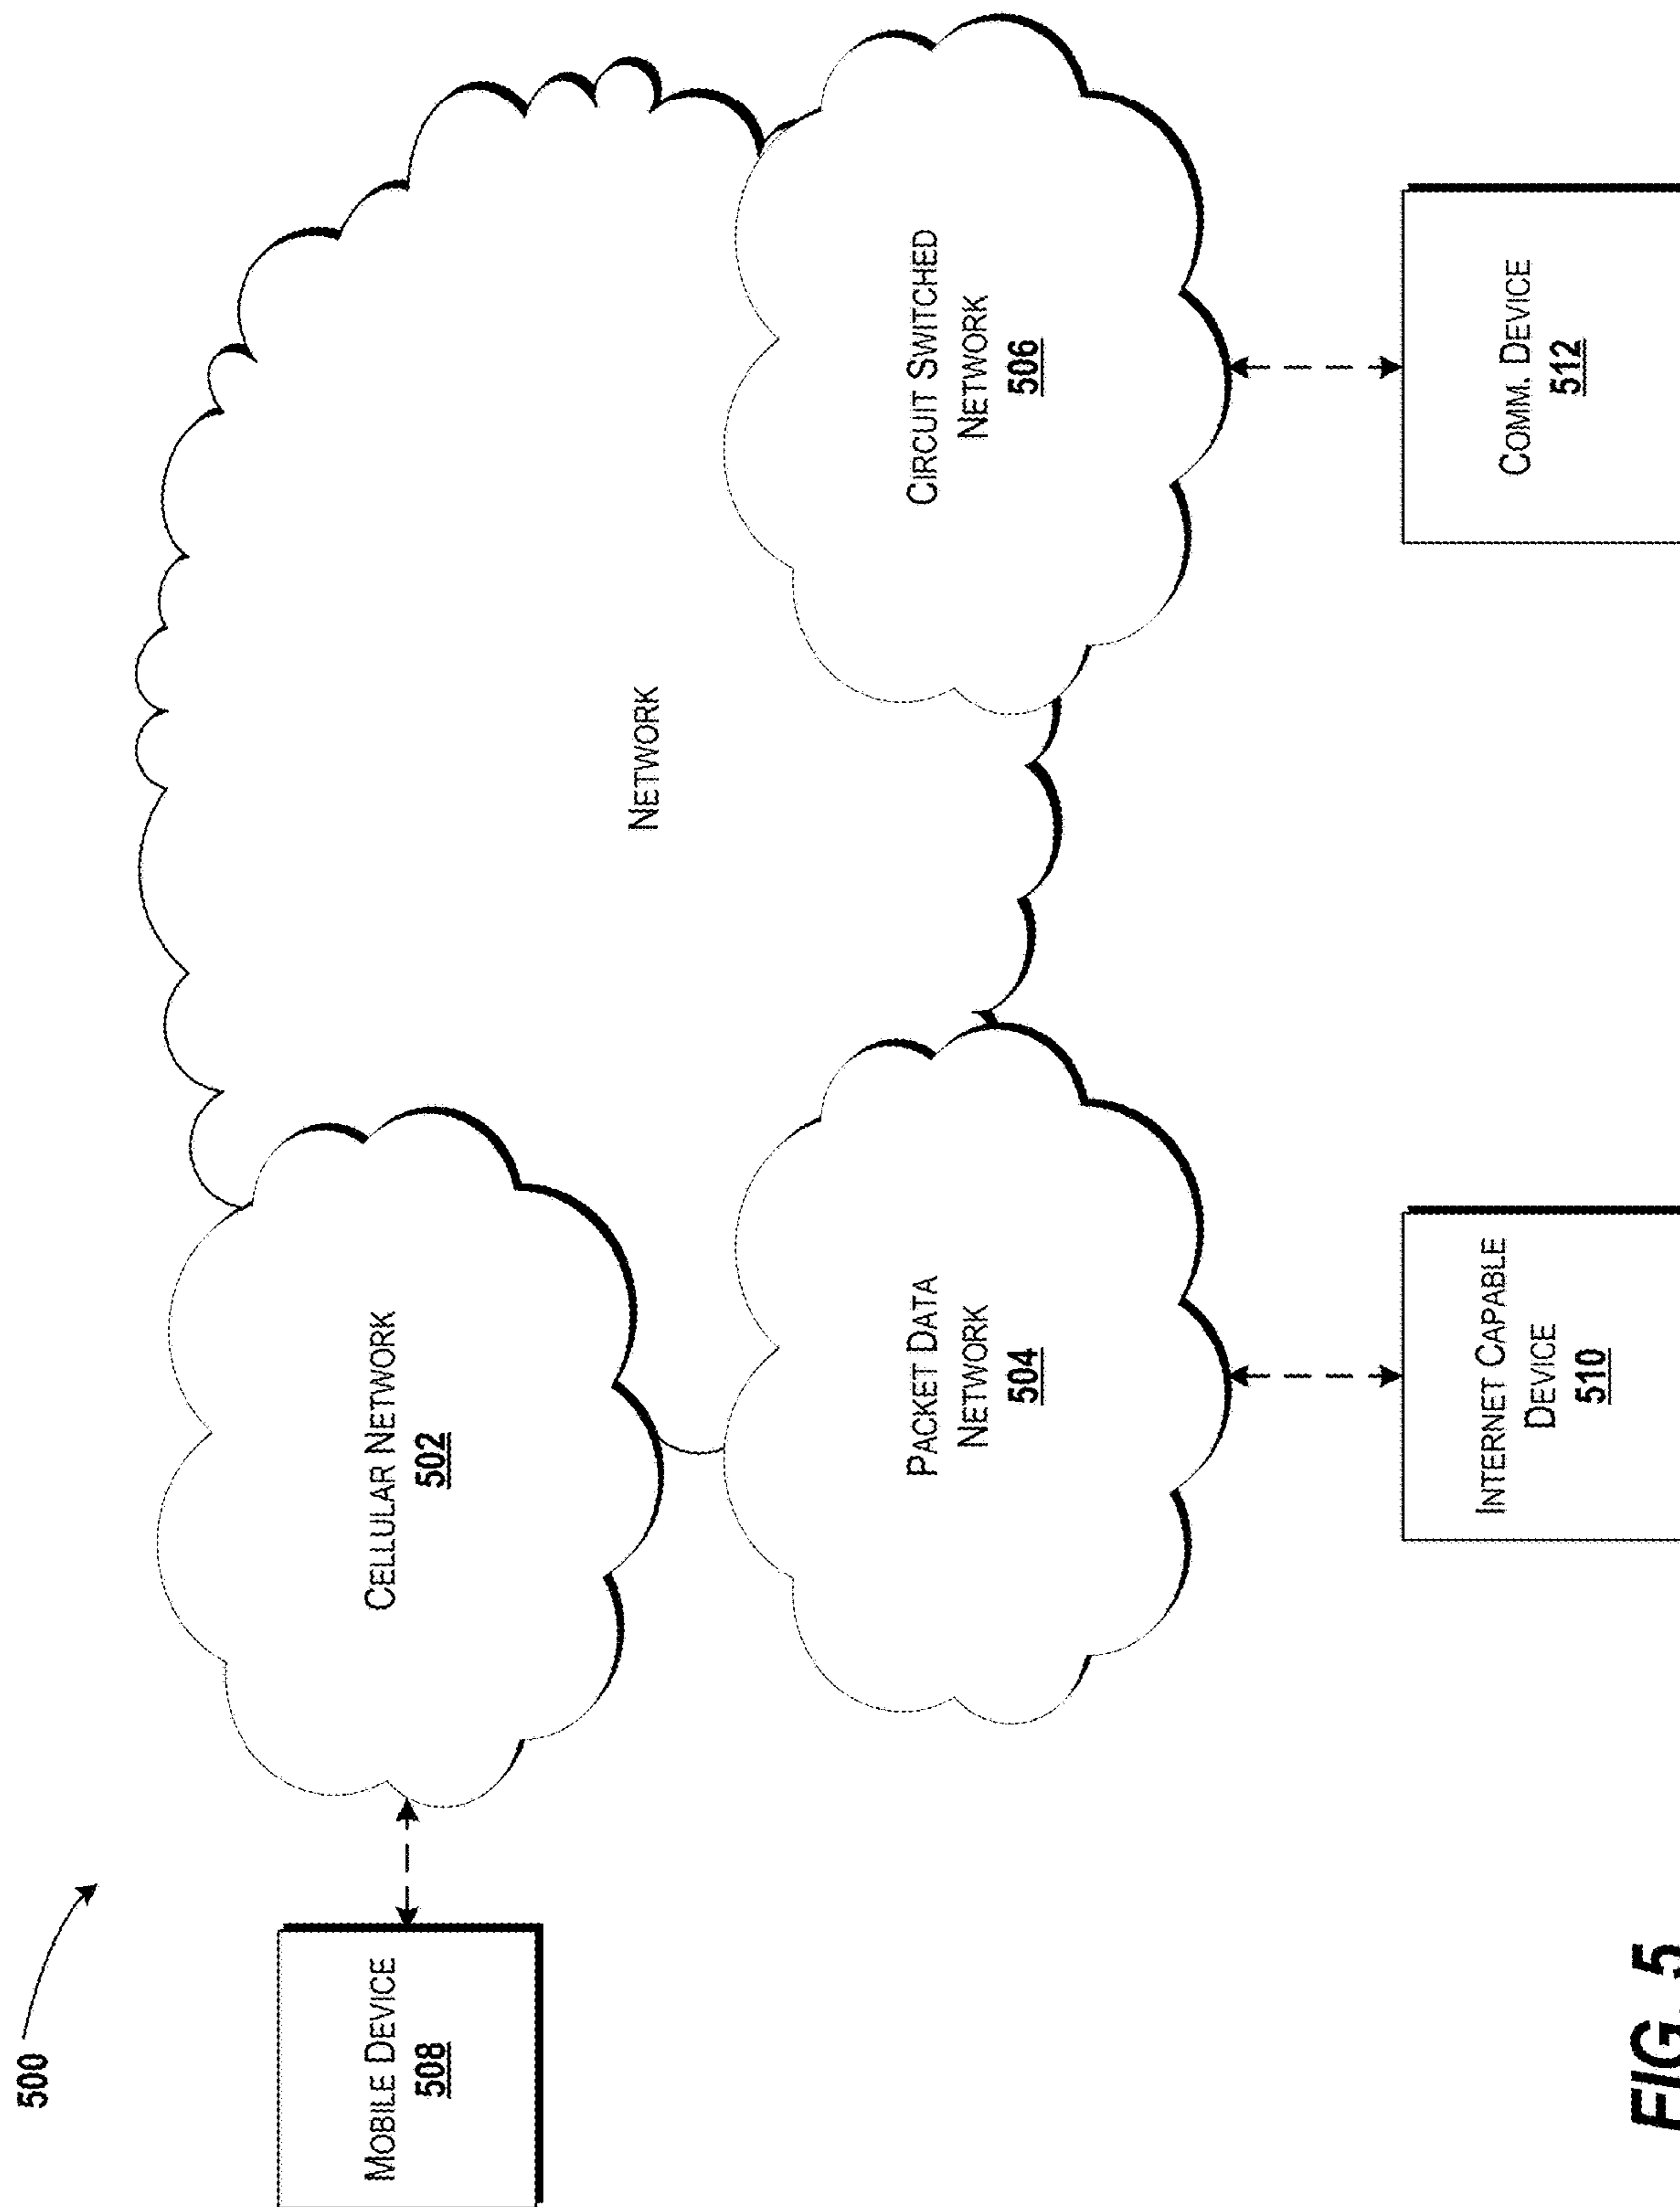 500
MOBILE DEVICE
508
CELLULAR NETWORK
502
NETWORK
PACKET DATA
NETWORK
504
CIRCUIT SWITCHED
NETWORK
506
INTERNET CAPABLE
DEVICE
510
COMM. DEVICE
512
FIG. 5